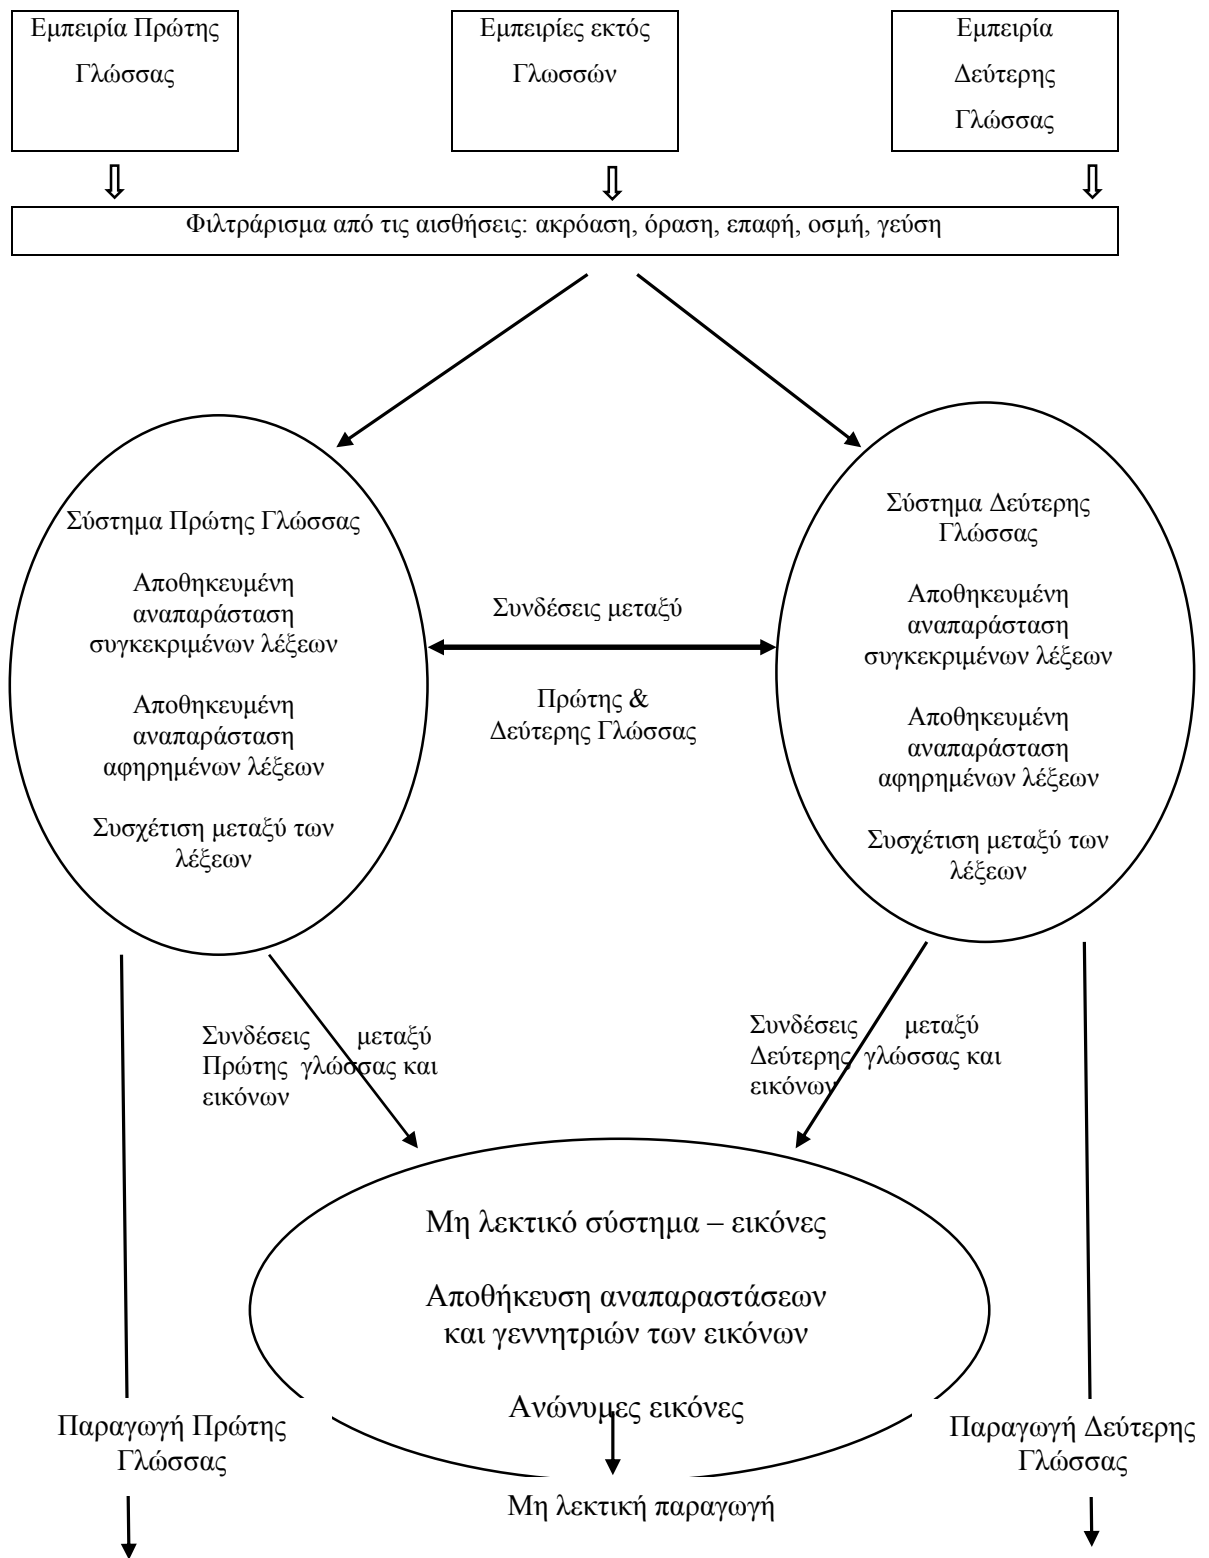 Εμπειρία Πρώτης
Γλώσσας
Εμπειρίες εκτός
Γλωσσών
Εμπειρία
Δεύτερης
Γλώσσας
Φιλτράρισμα από τις αισθήσεις: ακρόαση, όραση, επαφή, οσμή, γεύση
Σύστημα Πρώτης Γλώσσας
Αποθηκευμένη
αναπαράσταση
συγκεκριμένων λέξεων
Αποθηκευμένη
αναπαράσταση
αφηρημένων λέξεων
Συσχέτιση μεταξύ των
λέξεων
Συνδέσεις μεταξύ
Πρώτης &
Δεύτερης Γλώσσας
Σύστημα Δεύτερης
Γλώσσας
Αποθηκευμένη
αναπαράσταση
συγκεκριμένων λέξεων
Αποθηκευμένη
αναπαράσταση
αφηρημένων λέξεων
Συσχέτιση μεταξύ των
λέξεων
Συνδέσεις μεταξύ
Πρώτης γλώσσας και
εικόνων
Συνδέσεις μεταξύ
Δεύτερης γλώσσας και
εικόνων
Μη λεκτικό σύστημα – εικόνες
Αποθήκευση αναπαραστάσεων
και γεννητριών των εικόνων
Ανώνυμες εικόνες
Παραγωγή Πρώτης
Γλώσσας
Μη λεκτική παραγωγή
Παραγωγή Δεύτερης
Γλώσσας